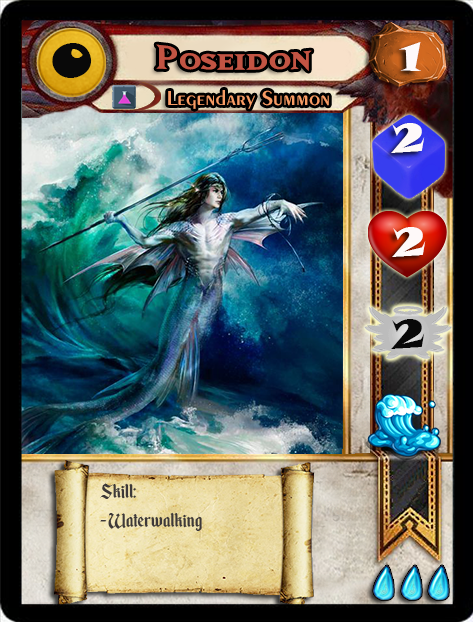 Poseidon
1
Legendary Summon
2
2
2
Skill:
-Waterwalking